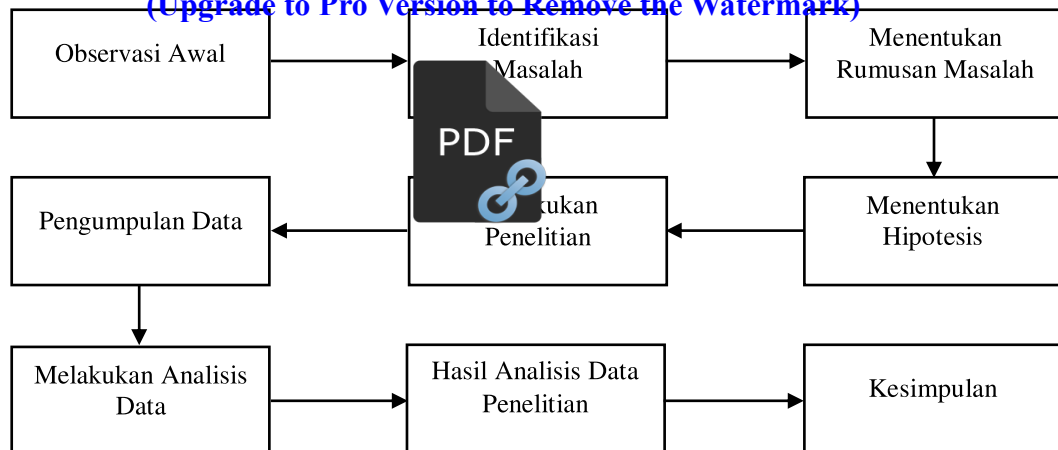 (Upgrade to Pro Version to Remove the Watermark)
Observasi Awal
Identifikasi
Masalah
Menentukan
Rumusan Masalah
PDF
Menentukan
Hipotesis
Penelitian
Pengumpulan Data
Melakukan Analisis
Data
Hasil Analisis Data
Penelitian
Kesimpulan